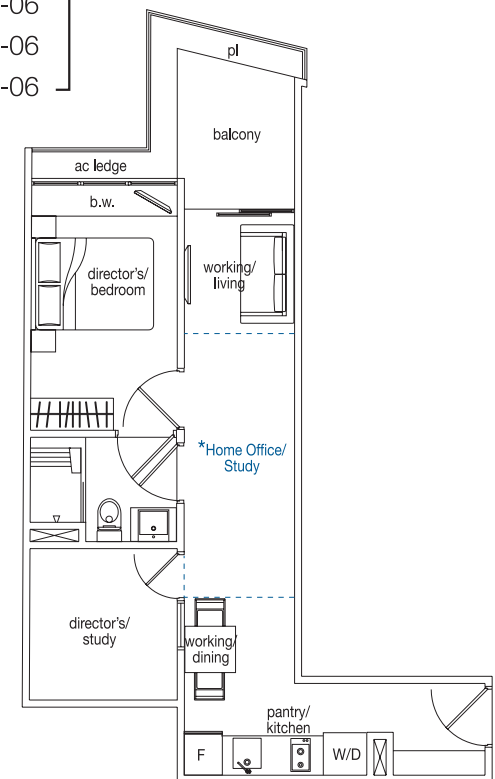 -06
-06
-06
pl
balcony
ac ledge
b.w.
director's/
bedroom
working/
living
*Home Office/
Study
director's/
study
working/
dining
pantry/
kitchen
F
W/D